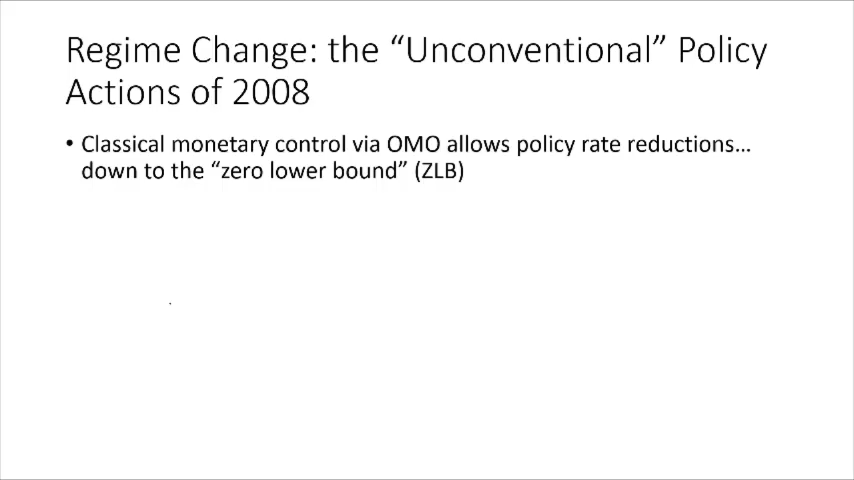 Regime Change: the “Unconventional” Policy
Actions of 2008
• Classical monetary control via OMO allows policy rate reductions…
down to the “zero lower bound” (ZLB)